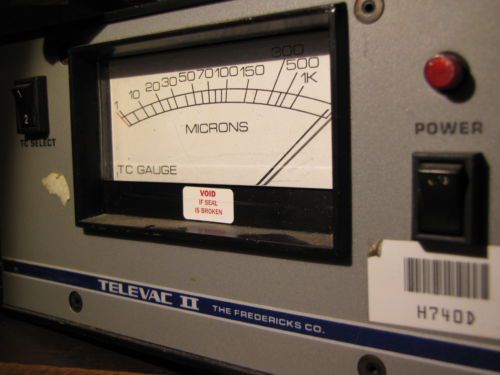 1 10 20 30 50 70 100 150 300 500 1K
MICRONS
TC GAUGE
2
TC SELECT
VOID
IF SEAL
IS BROKEN
POWER
H740D
TELEVAC II THE FREDERICKS CO.